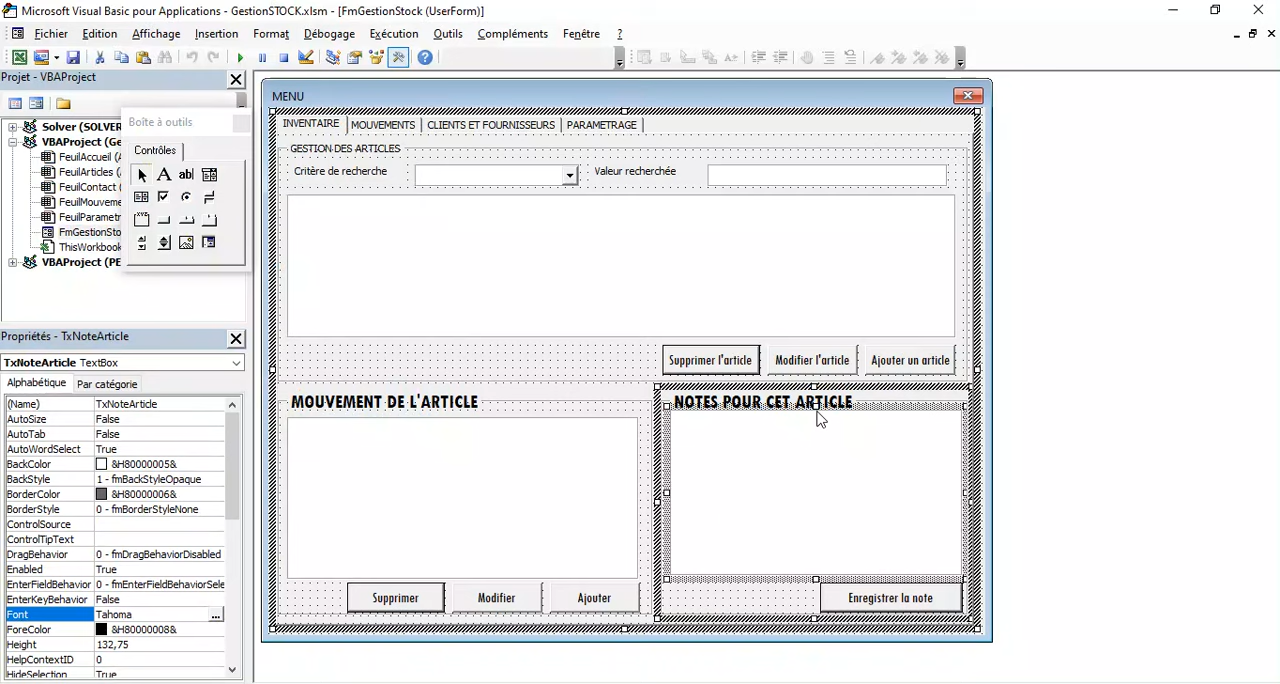 Microsoft Visual Basic pour Applications - GestionSTOCK.xlsm - [FmGestionStock (UserForm)]
Fichier Edition Affichage Insertion Format Débogage Exécution Outils Compléments Fenêtre ?
Projet - VBAProject
Solver (SOLVER
VBAProject (Ge
FeuilAccueil (A
FeuilArticles (
FeuilContact (
FeuilMouveme
FeuilParametr
FmGestionSto
ThisWorkbook
VBAProject (PE
Boîte à outils
Contrôles
Propriétés - TxNoteArticle
TxNoteArticle TextBox
Alphabétique Par catégorie
(Name) TxNoteArticle
AutoSize False
AutoTab False
AutoWordSelect True
BackColor &H80000005&
BackStyle 1 - fmBackStyleOpaque
BorderColor &H80000006&
BorderStyle 0 - fmBorderStyleNone
ControlSource
ControlTipText
DragBehavior 0 - fmDragBehaviorDisabled
Enabled True
EnterFieldBehavior 0 - fmEnterFieldBehaviorSele
EnterKeyBehavior False
Font Tahoma ...
ForeColor &H80000008&
Height 132,75
HelpContextID 0
HideSelection True
MENU
INVENTAIRE MOUVEMENTS CLIENTS ET FOURNISSEURS PARAMETRAGE
GESTION DES ARTICLES
Critère de recherche Valeur recherchée
Supprimer l'article Modifier l'article Ajouter un article
MOUVEMENT DE L'ARTICLE
Supprimer Modifier Ajouter
NOTES POUR CET ARTICLE
Enregistrer la note